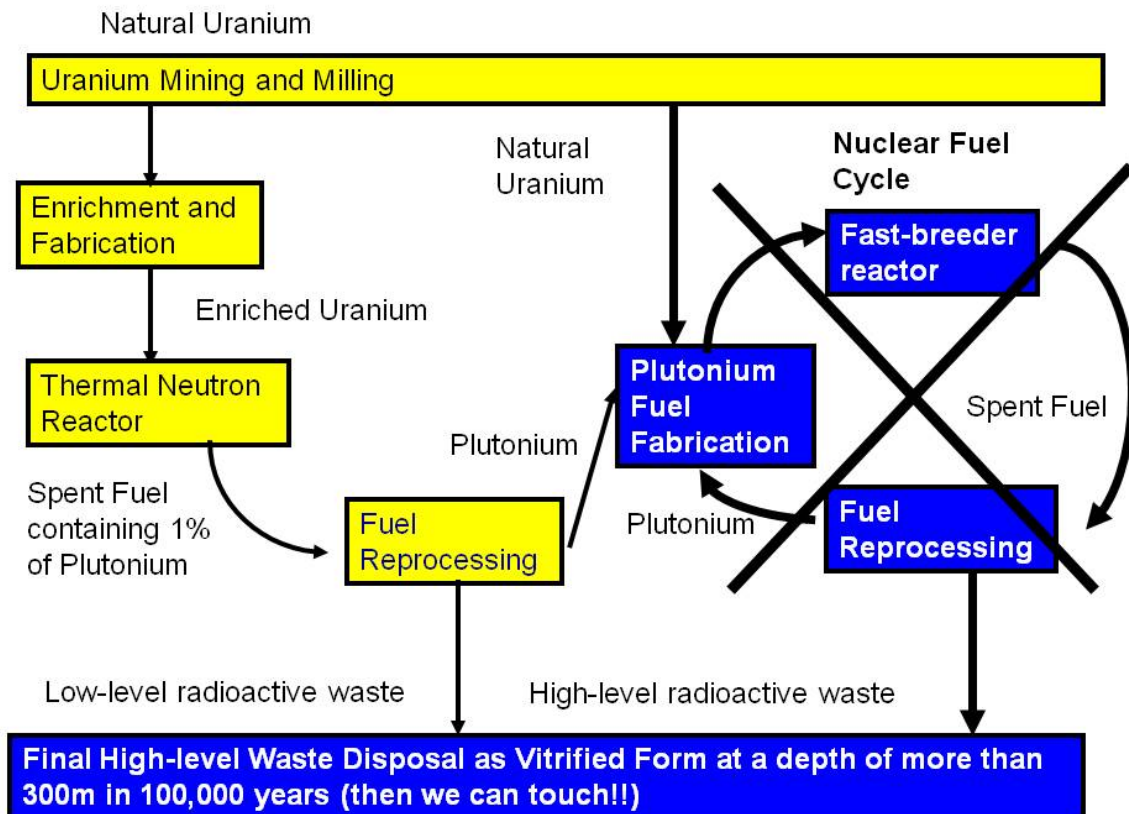 Natural Uranium
Uranium Mining and Milling
Natural
Uranium
Nuclear Fuel
Cycle
Enrichment and
Fabrication
Fast-breeder
reactor
Enriched Uranium
Thermal Neutron
Reactor
Plutonium
Fuel
Fabrication
Spent Fuel
Plutonium
Spent Fuel
containing 1%
of Plutonium
Fuel
Reprocessing
Plutonium
Fuel
Reprocessing
Low-level radioactive waste
High-level radioactive waste
Final High-level Waste Disposal as Vitrified Form at a depth of more than
300m in 100,000 years (then we can touch!!)